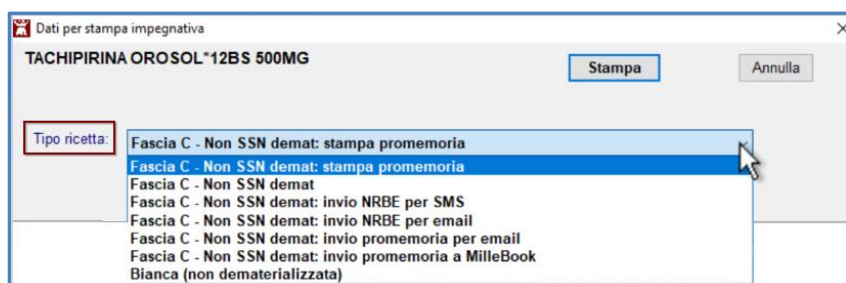 Dati per stampa impegnativa
TACHIPIRINA OROSOL*12BS 500MG
Stampa
Annulla
Tipo ricetta:
Fascia C - Non SSN demat: stampa promemoria
Fascia C - Non SSN demat: stampa promemoria
Fascia C - Non SSN demat
Fascia C - Non SSN demat: invio NRBE per SMS
Fascia C - Non SSN demat: invio NRBE per email
Fascia C - Non SSN demat: invio promemoria per email
Fascia C - Non SSN demat: invio promemoria a MilleBook
Bianca (non dematerializzata)